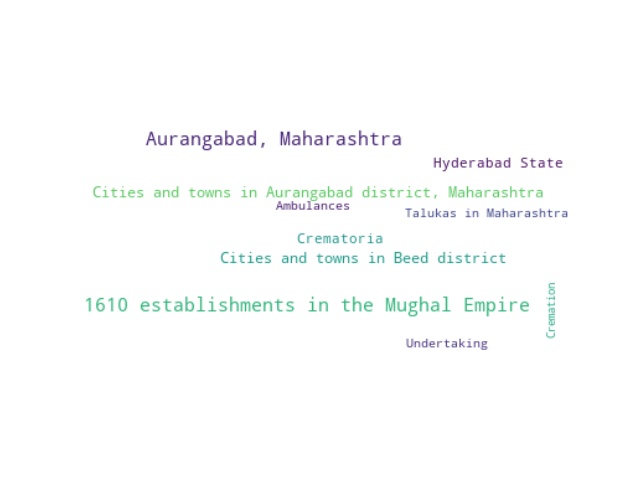 Aurangabad, Maharashtra
Hyderabad State
Cities and towns in Aurangabad district, Maharashtra
Ambulances
Talukas in Maharashtra
Crematoria
Cities and towns in Beed district
1610 establishments in the Mughal Empire
Cremation
Undertaking